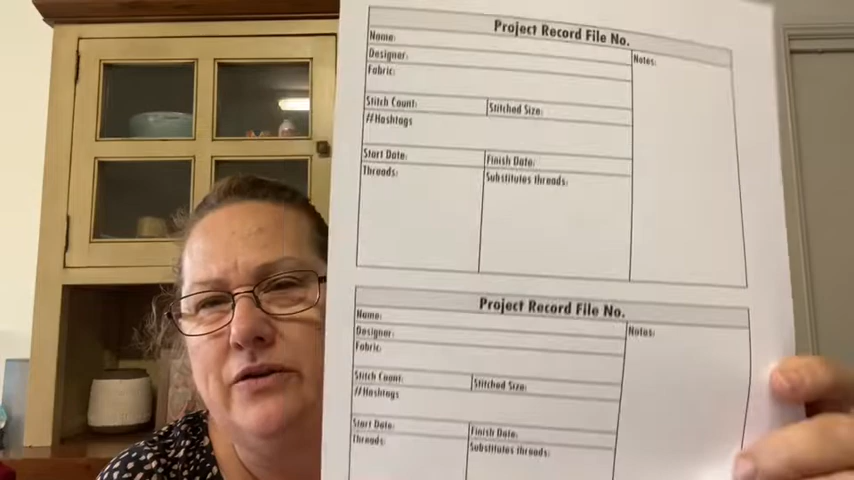 Project Record File No.
Name:
Designer:
Fabric:
Notes:
Stitch Count:
Stitched Size:
#Hashtags
Start Date:
Finish Date:
Threads:
Substitutes threads:
Project Record File No.
Name:
Designer:
Fabric:
Notes:
Stitch Count:
Stitched Size:
#Hashtags
Start Date:
Finish Date:
Threads:
Substitutes threads: